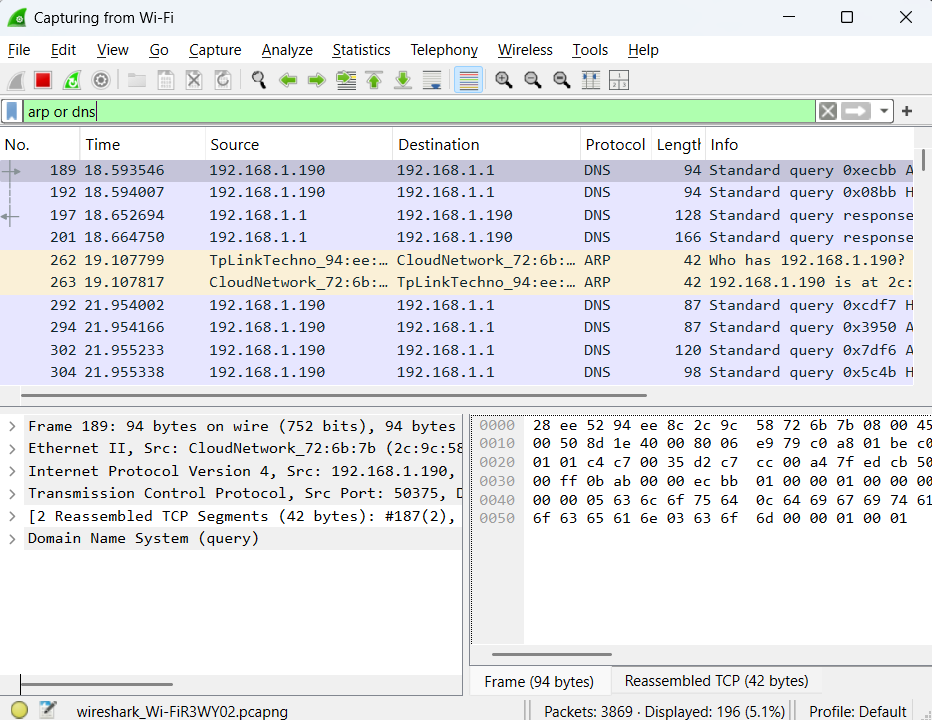 Capturing from Wi-Fi
File Edit View Go Capture Analyze Statistics Telephony Wireless Tools Help
arp or dns
No. Time Source Destination Protocol Length Info
189 18.593546 192.168.1.190 192.168.1.1 DNS 94 Standard query 0xecbb A
192 18.594007 192.168.1.190 192.168.1.1 DNS 94 Standard query 0x08bb H
197 18.652694 192.168.1.1 192.168.1.190 DNS 128 Standard query response
201 18.664750 192.168.1.1 192.168.1.190 DNS 166 Standard query response
262 19.107799 TpLinkTechno_94:ee:… CloudNetwork_72:6b:… ARP 42 Who has 192.168.1.190?
263 19.107817 CloudNetwork_72:6b:… TpLinkTechno_94:ee:… ARP 42 192.168.1.190 is at 2c:
292 21.954002 192.168.1.190 192.168.1.1 DNS 87 Standard query 0xcdf7 H
294 21.954166 192.168.1.190 192.168.1.1 DNS 87 Standard query 0x3950 A
302 21.955233 192.168.1.190 192.168.1.1 DNS 120 Standard query 0x7df6 A
304 21.955338 192.168.1.190 192.168.1.1 DNS 98 Standard query 0x5c4b H
Frame 189: 94 bytes on wire (752 bits), 94 bytes
Ethernet II, Src: CloudNetwork_72:6b:7b (2c:9c:58
Internet Protocol Version 4, Src: 192.168.1.190,
Transmission Control Protocol, Src Port: 50375, D
[2 Reassembled TCP Segments (42 bytes): #187(2),
Domain Name System (query)
0000 28 ee 52 94 ee 8c 2c 9c 58 72 6b 7b 08 00 45
0010 00 50 8d 1e 40 00 80 06 e9 79 c0 a8 01 be c0
0020 01 01 c4 c7 00 35 d2 c7 cc 00 a4 7f ed cb 50
0030 00 ff 0b ab 00 00 ec bb 01 00 00 01 00 00 00
0040 00 00 05 63 6c 6f 75 64 0c 64 69 67 69 74 61
0050 6f 63 65 61 6e 03 63 6f 6d 00 00 01 00 01
Frame (94 bytes) Reassembled TCP (42 bytes)
wireshark_Wi-FiR3WY02.pcapng Packets: 3869 · Displayed: 196 (5.1%) Profile: Default